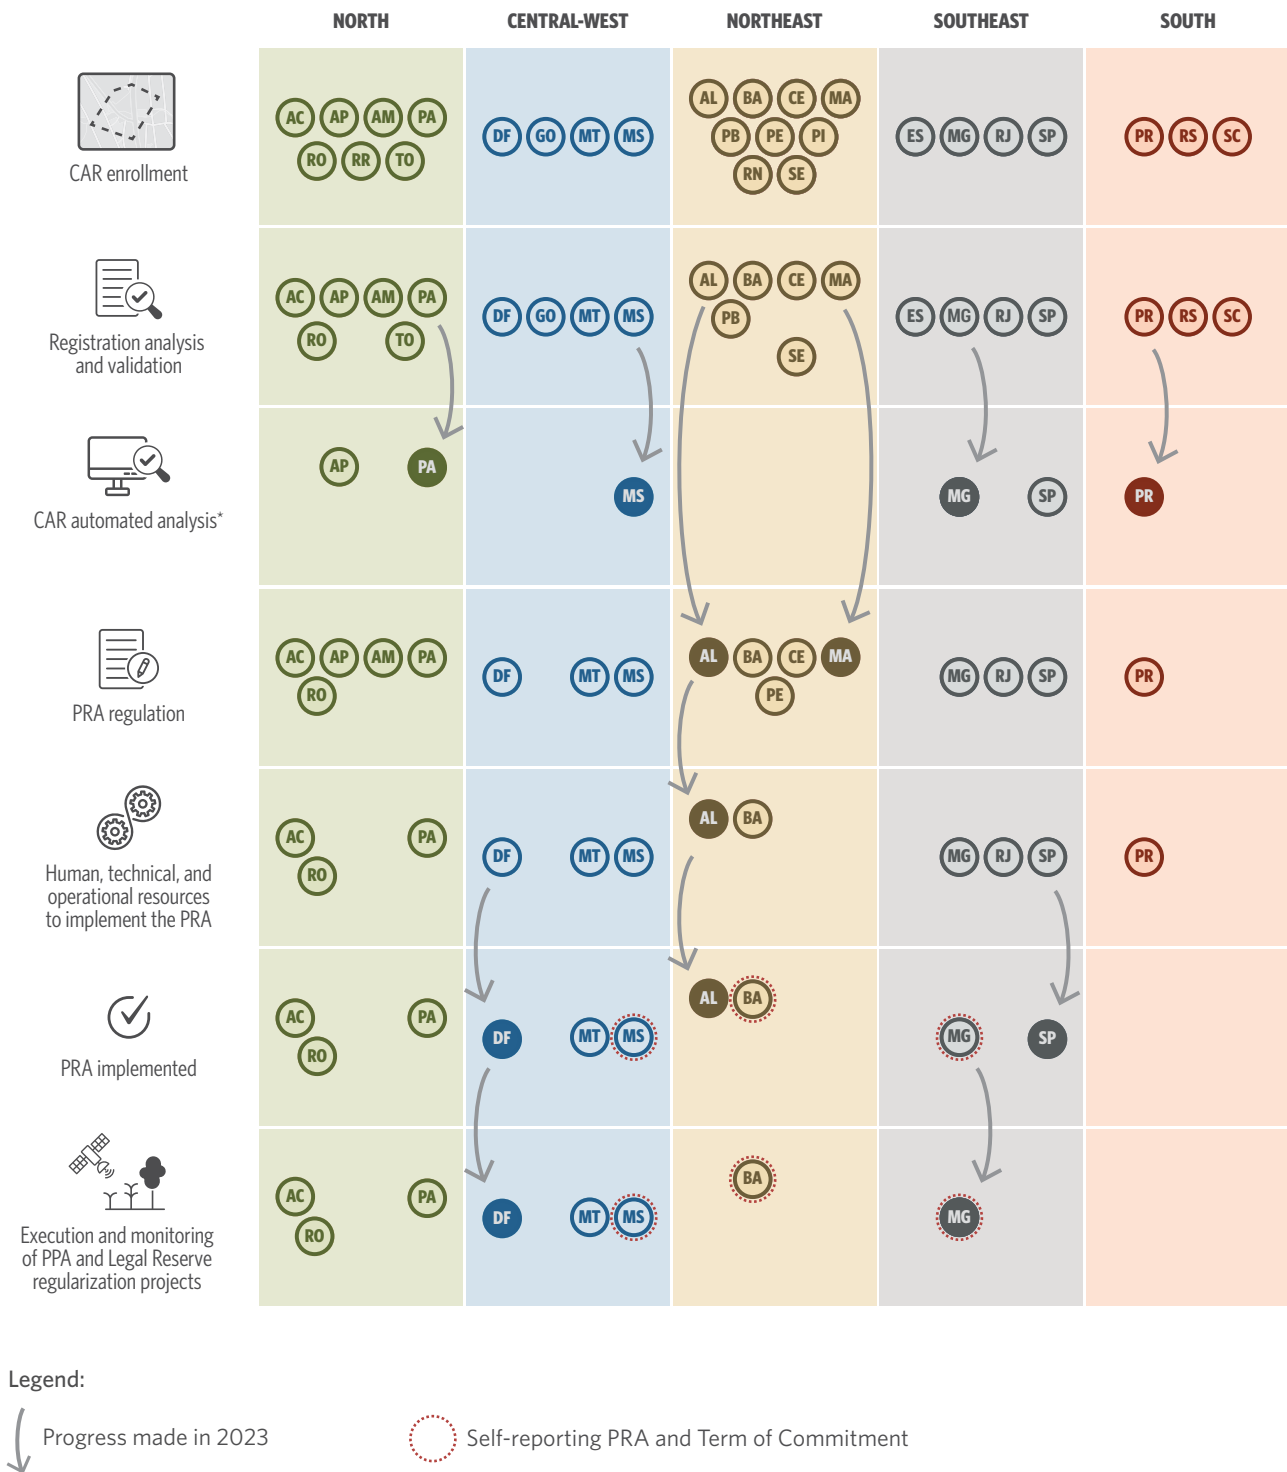 NORTH CENTRAL-WEST NORTHEAST SOUTHEAST SOUTH
CAR enrollment
AC AP AM PA
RO RR TO
DF GO MT MS
AL BA CE MA
PB PE PI
RN SE
ES MG RJ SP
PR RS SC
Registration analysis
and validation
AC AP AM PA
RO TO
DF GO MT MS
AL BA CE MA
PB
SE
ES MG RJ SP
PR RS SC
CAR automated analysis*
AP PA
MS
MG SP
PR
PRA regulation
AC AP AM PA
RO
DF MT MS
AL BA CE MA
PE
MG RJ SP
PR
Human, technical, and
operational resources
to implement the PRA
AC PA
RO
DF MT MS
AL BA
MG RJ SP
PR
PRA implemented
AC PA
RO
DF MT MS
AL BA
MG SP
Execution and monitoring
of PPA and Legal Reserve
regularization projects
AC PA
RO
DF MT MS
BA
MG
Legend:
Progress made in 2023
Self-reporting PRA and Term of Commitment